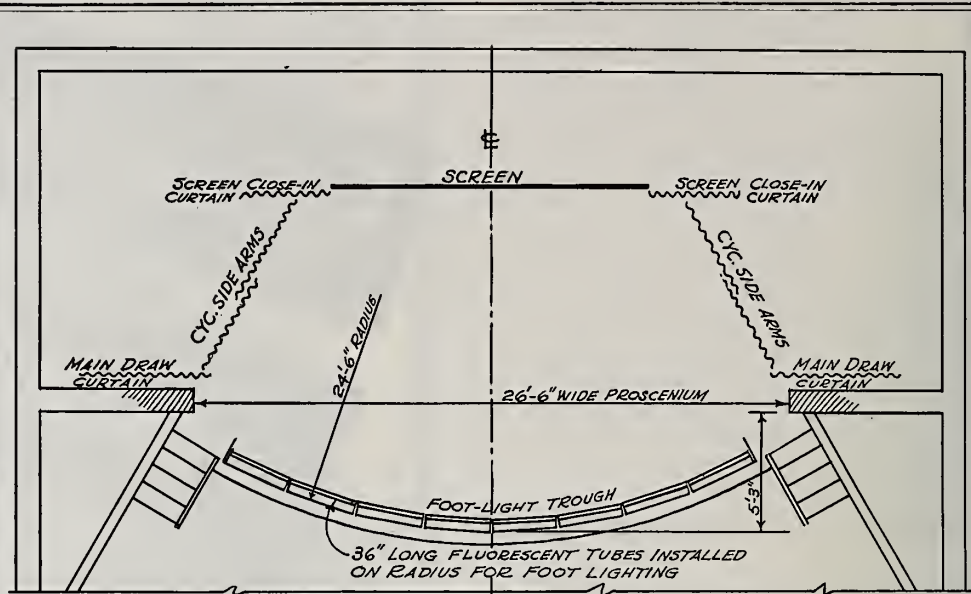 ℄
SCREEN
SCREEN CLOSE-IN
CURTAIN
SCREEN CLOSE-IN
CURTAIN
CYC. SIDE ARMS
CYC. SIDE ARMS
24'-6" RADIUS
MAIN DRAW
CURTAIN
MAIN DRAW
CURTAIN
26'-6" WIDE PROSCENIUM
5'-3"
FOOT-LIGHT TROUGH
36" LONG FLUORESCENT TUBES INSTALLED
ON RADIUS FOR FOOT LIGHTING